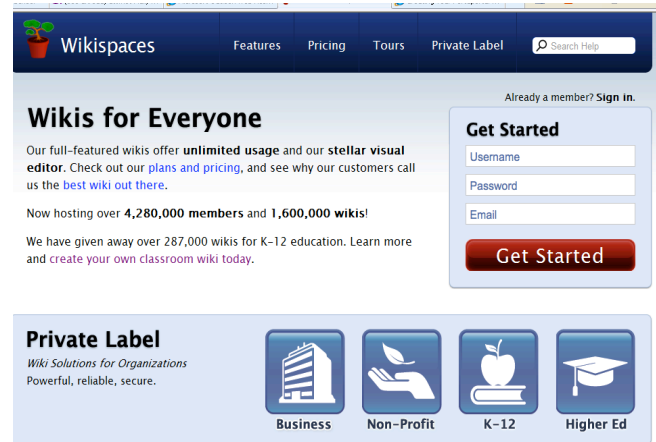 Wikispaces
Features Pricing Tours Private Label Search Help
Already a member? Sign in.
Wikis for Everyone
Our full-featured wikis offer unlimited usage and our stellar visual
editor. Check out our plans and pricing, and see why our customers call
us the best wiki out there.
Now hosting over 4,280,000 members and 1,600,000 wikis!
We have given away over 287,000 wikis for K-12 education. Learn more
and create your own classroom wiki today.
Get Started
Username
Password
Email
Get Started
Private Label
Wiki Solutions for Organizations
Powerful, reliable, secure.
Business Non-Profit K-12 Higher Ed